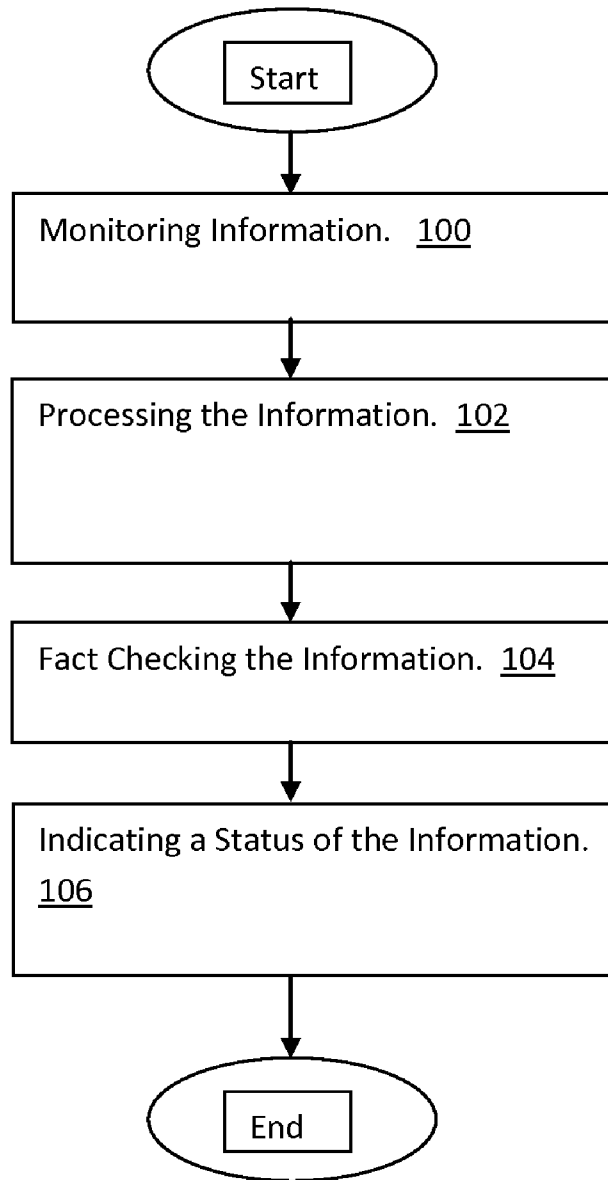 Start
Monitoring Information. 100
Processing the Information. 102
Fact Checking the Information. 104
Indicating a Status of the Information.
106
End